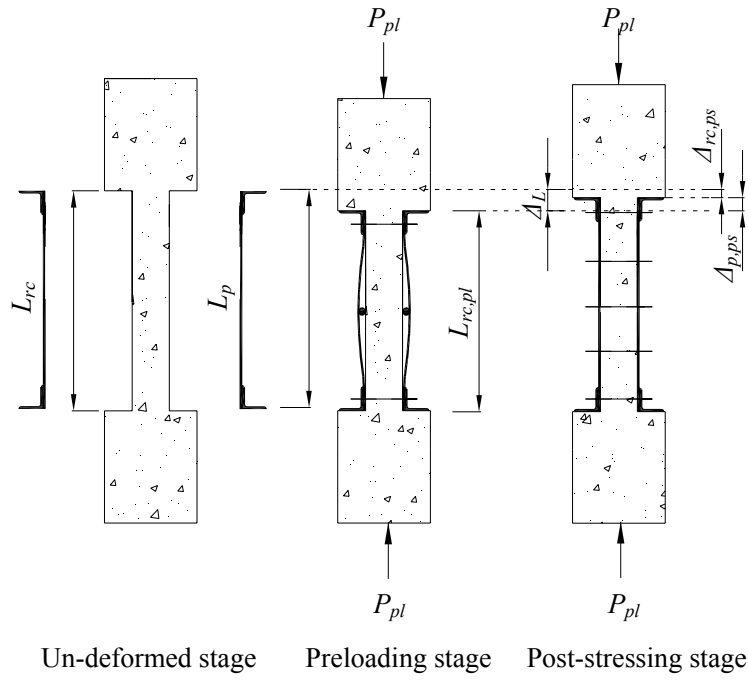 P_pl
P_pl
Δ_rc,ps
Δ_L
Δ_p,ps
L_rc
L_p
L_rc,pl
P_pl
P_pl
Un-deformed stage
Preloading stage
Post-stressing stage